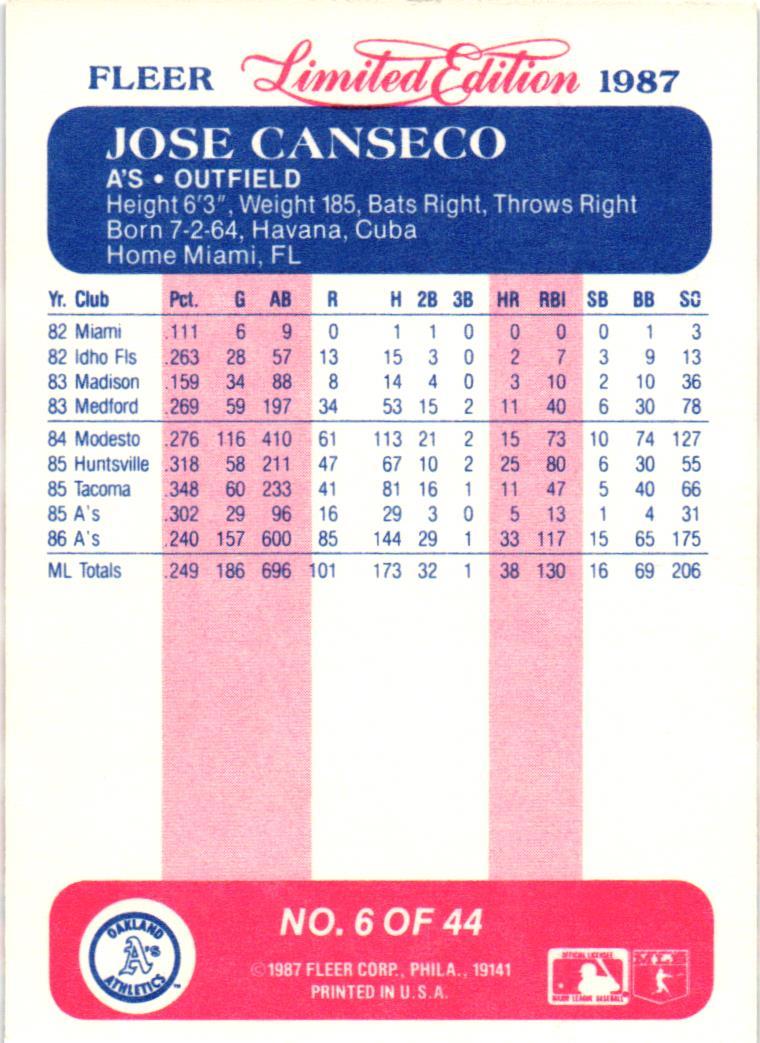 FLEER Limited Edition 1987
JOSE CANSECO
A'S • OUTFIELD
Height 6'3", Weight 185, Bats Right, Throws Right
Born 7-2-64, Havana, Cuba
Home Miami, FL
Yr. Club Pct. G AB R H 2B 3B HR RBI SB BB SO
82 Miami .111 6 9 0 1 1 0 0 0 0 1 3
82 Idho Fls .263 28 57 13 15 3 0 2 7 3 9 13
83 Madison .159 34 88 8 14 4 0 3 10 2 10 36
83 Medford .269 59 197 34 53 15 2 11 40 6 30 78
84 Modesto .276 116 410 61 113 21 2 15 73 10 74 127
85 Huntsville .318 58 211 47 67 10 2 25 80 6 30 55
85 Tacoma .348 60 233 41 81 16 1 11 47 5 40 66
85 A's .302 29 96 16 29 3 0 5 13 1 4 31
86 A's .240 157 600 85 144 29 1 33 117 15 65 175
ML Totals .249 186 696 101 173 32 1 38 130 16 69 206
NO. 6 OF 44
OAKLAND
A's
ATHLETICS ™
©1987 FLEER CORP., PHILA., 19141
PRINTED IN U.S.A.
OFFICIAL LICENSEE
MAJOR LEAGUE BASEBALL